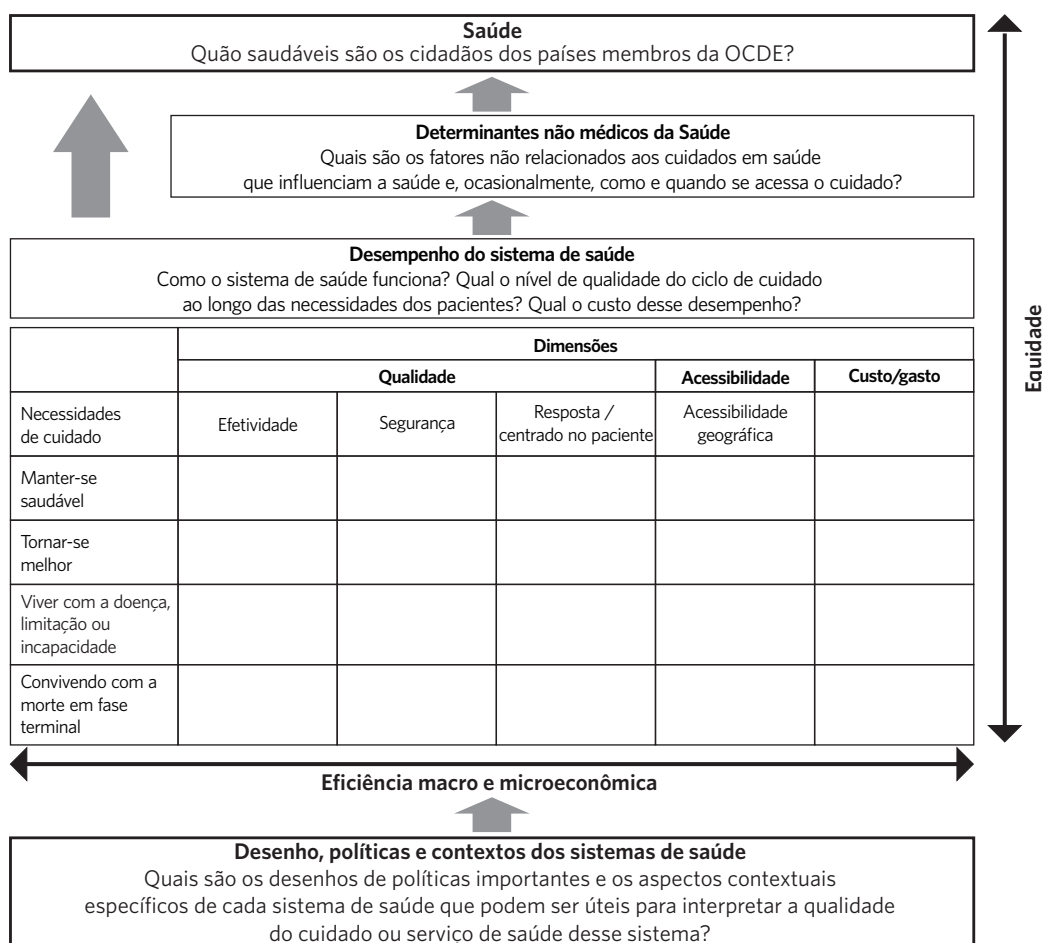 Saúde
Quão saudáveis são os cidadãos dos países membros da OCDE?
Determinantes não médicos da Saúde
Quais são os fatores não relacionados aos cuidados em saúde
que influenciam a saúde e, ocasionalmente, como e quando se acessa o cuidado?
Desempenho do sistema de saúde
Como o sistema de saúde funciona? Qual o nível de qualidade do ciclo de cuidado
ao longo das necessidades dos pacientes? Qual o custo desse desempenho?
Dimensões
Qualidade
Acessibilidade
Custo/gasto
Necessidades
de cuidado
Efetividade
Segurança
Resposta /
centrado no paciente
Acessibilidade
geográfica
Manter-se
saudável
Tornar-se
melhor
Viver com a doença,
limitação ou
incapacidade
Convivendo com a
morte em fase
terminal
Equidade
Eficiência macro e microeconômica
Desenho, políticas e contextos dos sistemas de saúde
Quais são os desenhos de políticas importantes e os aspectos contextuais
específicos de cada sistema de saúde que podem ser úteis para interpretar a qualidade
do cuidado ou serviço de saúde desse sistema?